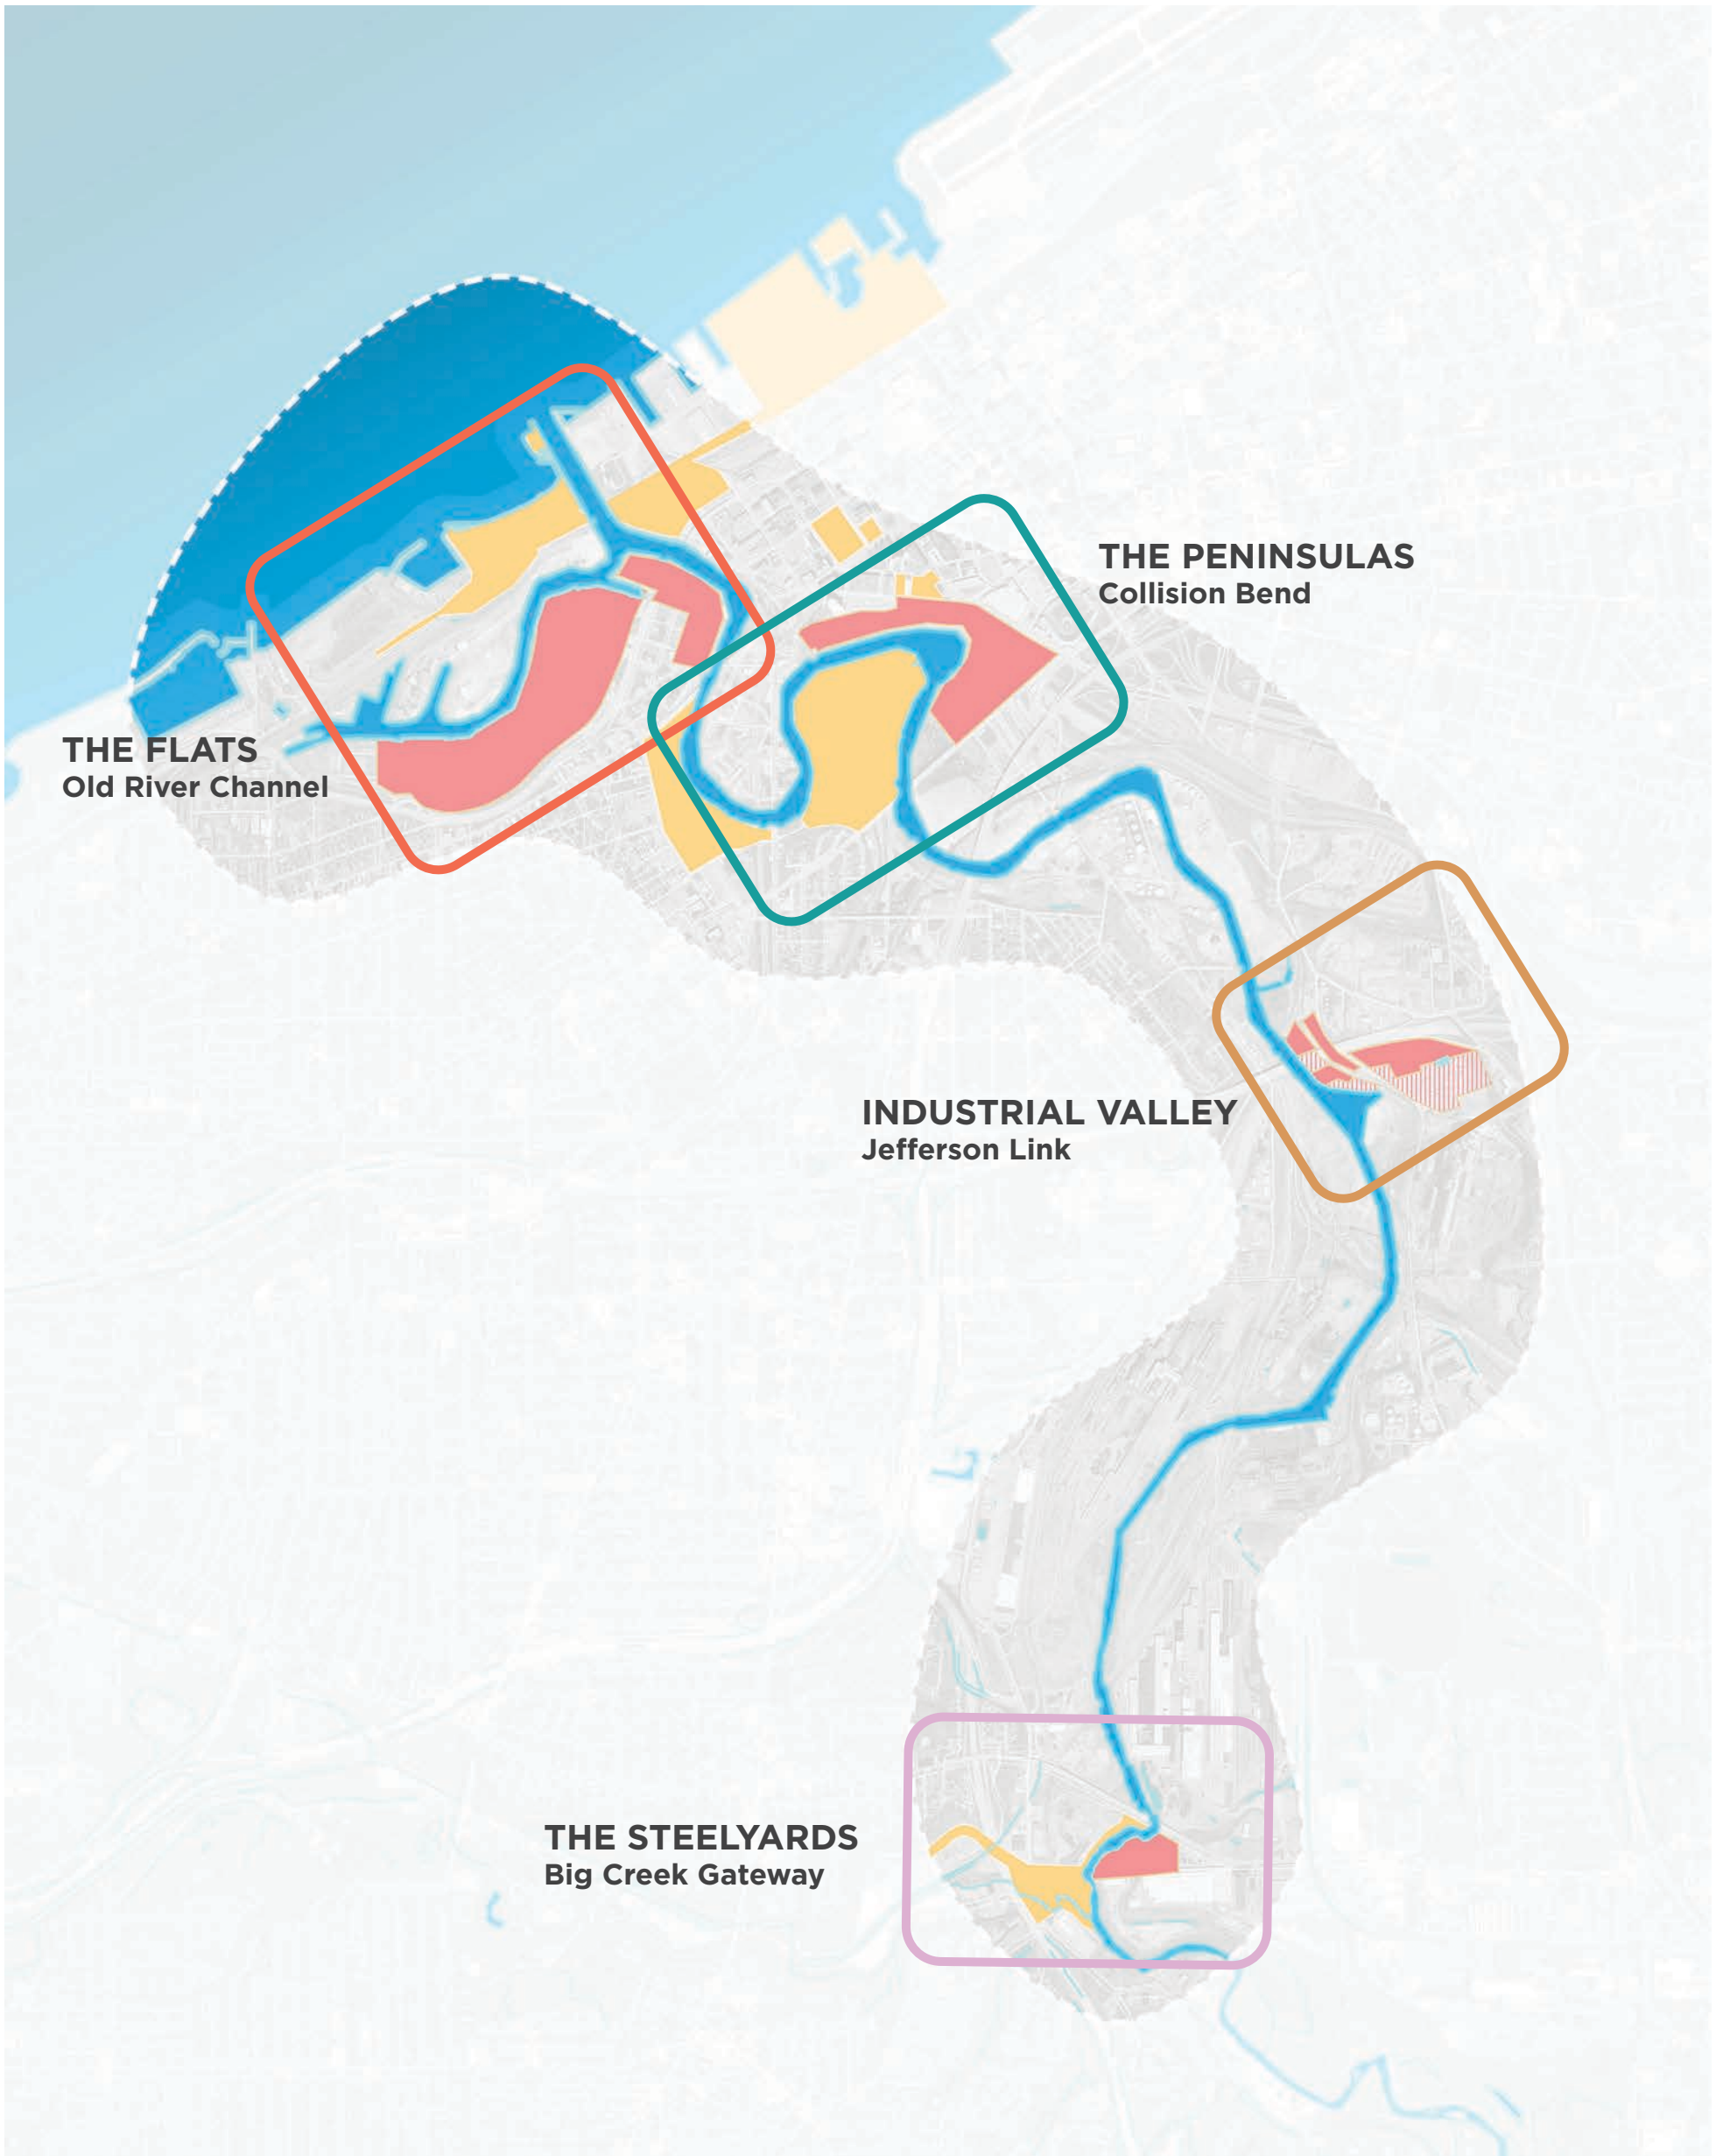 THE PENINSULAS
Collision Bend
THE FLATS
Old River Channel
INDUSTRIAL VALLEY
Jefferson Link
THE STEELYARDS
Big Creek Gateway